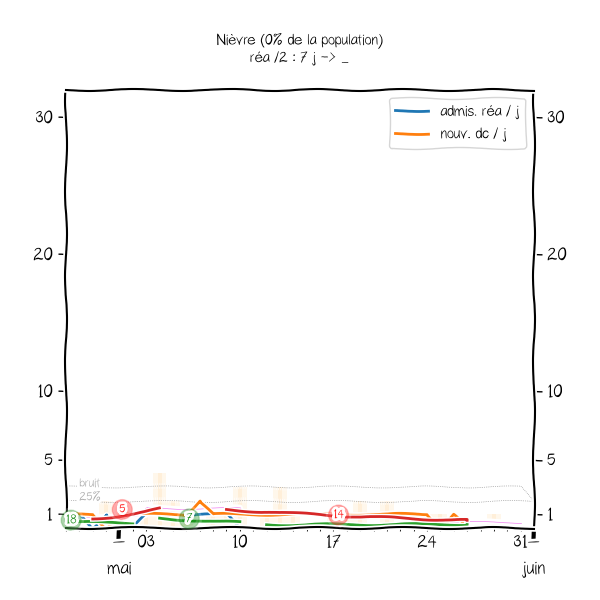 Nièvre (0% de la population)
réa /2 : 7 j -> _
admis. réa / j
nouv. dc / j
30
30
20
20
10
10
5
5
bruit
25%
1
1
18
5
7
14
03
10
17
24
31
mai
juin